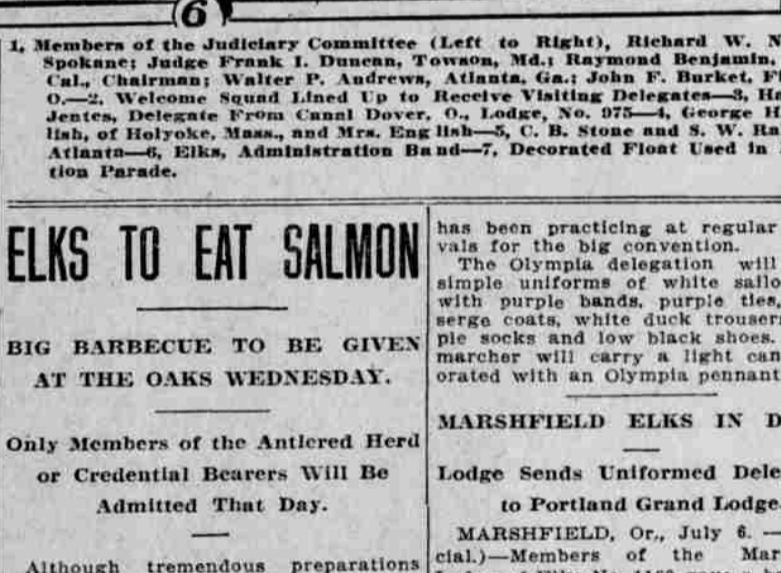 6
1, Members of the Judiciary Committee (Left to Right), Richard W. N
Spokane; Judge Frank I. Duncan, Towson, Md.; Raymond Benjamin,
Cal., Chairman; Walter P. Andrews, Atlanta, Ga.; John F. Burket, F
O.—2, Welcome Squad Lined Up to Receive Visiting Delegates—3, Ha
Jentes, Delegate From Canal Dover, O., Lodge, No. 975—4, George H
lish, of Holyoke, Mass., and Mrs. English—5, C. B. Stone and S. W. Ra
Atlanta—6, Elks, Administration Band—7, Decorated Float Used in
tion Parade.
ELKS TO EAT SALMON
BIG BARBECUE TO BE GIVEN
AT THE OAKS WEDNESDAY.
Only Members of the Antlered Herd
or Credential Bearers Will Be
Admitted That Day.
Although tremendous preparations
has been practicing at regular
vals for the big convention.
The Olympia delegation will
simple uniforms of white sailo
with purple bands, purple ties,
serge coats, white duck trousers
ple socks and low black shoes.
marcher will carry a light can
orated with an Olympia pennant
MARSHFIELD ELKS IN D
Lodge Sends Uniformed Dele
to Portland Grand Lodge.
MARSHFIELD, Or., July 6. —
cial.)—Members of the Mar